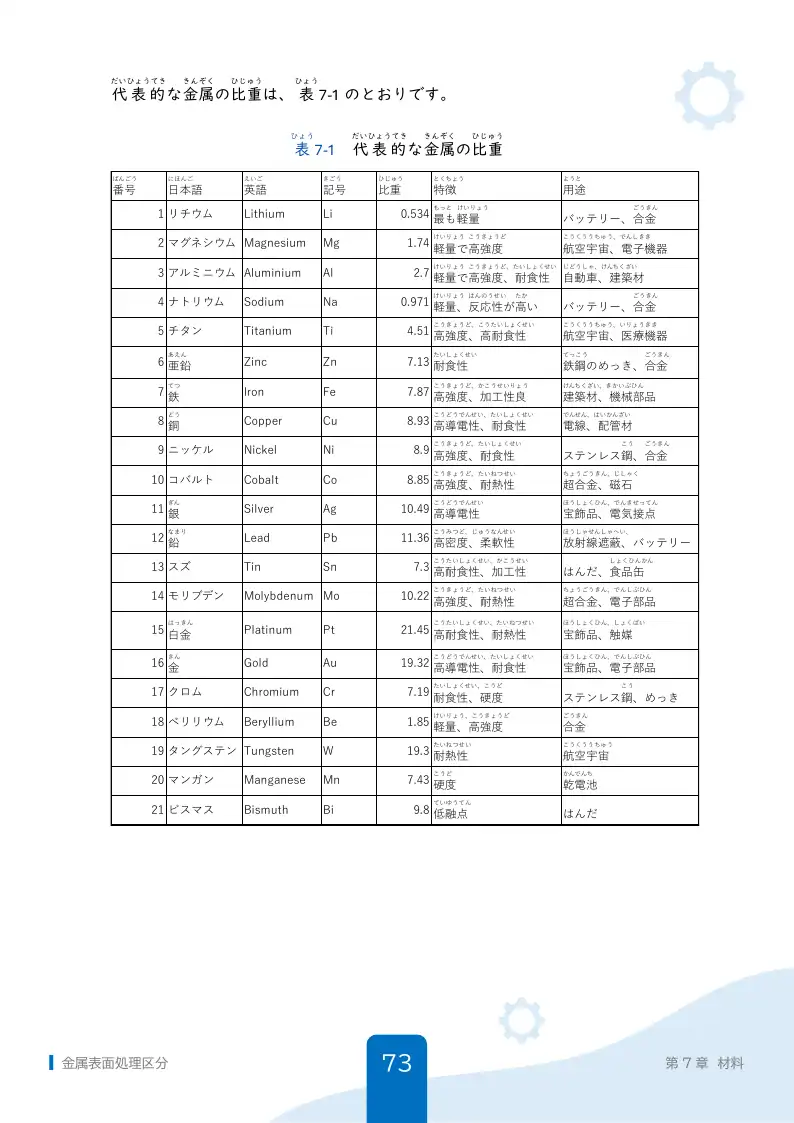 代表的な金属の比重は、表 7-1 のとおりです。
表 7-1 代表的な金属の比重
番号 日本語 英語 記号 比重 特徴 用途
1 リチウム Lithium Li 0.534 最も軽量 バッテリー、合金
2 マグネシウム Magnesium Mg 1.74 軽量で高強度 航空宇宙、電子機器
3 アルミニウム Aluminium Al 2.7 軽量で高強度、耐食性 自動車、建築材
4 ナトリウム Sodium Na 0.971 軽量、反応性が高い バッテリー、合金
5 チタン Titanium Ti 4.51 高強度、高耐食性 航空宇宙、医療機器
6 亜鉛 Zinc Zn 7.13 耐食性 鉄鋼のめっき、合金
7 鉄 Iron Fe 7.87 高強度、加工性良 建築材、機械部品
8 銅 Copper Cu 8.93 高導電性、耐食性 電線、配管材
9 ニッケル Nickel Ni 8.9 高強度、耐食性 ステンレス鋼、合金
10 コバルト Cobalt Co 8.85 高強度、耐熱性 超合金、磁石
11 銀 Silver Ag 10.49 高導電性 宝飾品、電気接点
12 鉛 Lead Pb 11.36 高密度、柔軟性 放射線遮蔽、バッテリー
13 スズ Tin Sn 7.3 高耐食性、加工性 はんだ、食品缶
14 モリブデン Molybdenum Mo 10.22 高強度、耐熱性 超合金、電子部品
15 白金 Platinum Pt 21.45 高耐食性、耐熱性 宝飾品、触媒
16 金 Gold Au 19.32 高導電性、耐食性 宝飾品、電子部品
17 クロム Chromium Cr 7.19 耐食性、硬度 ステンレス鋼、めっき
18 ベリリウム Beryllium Be 1.85 軽量、高強度 合金
19 タングステン Tungsten W 19.3 耐熱性 航空宇宙
20 マンガン Manganese Mn 7.43 硬度 乾電池
21 ビスマス Bismuth Bi 9.8 低融点 はんだ
金属表面処理区分
73
第 7 章 材料